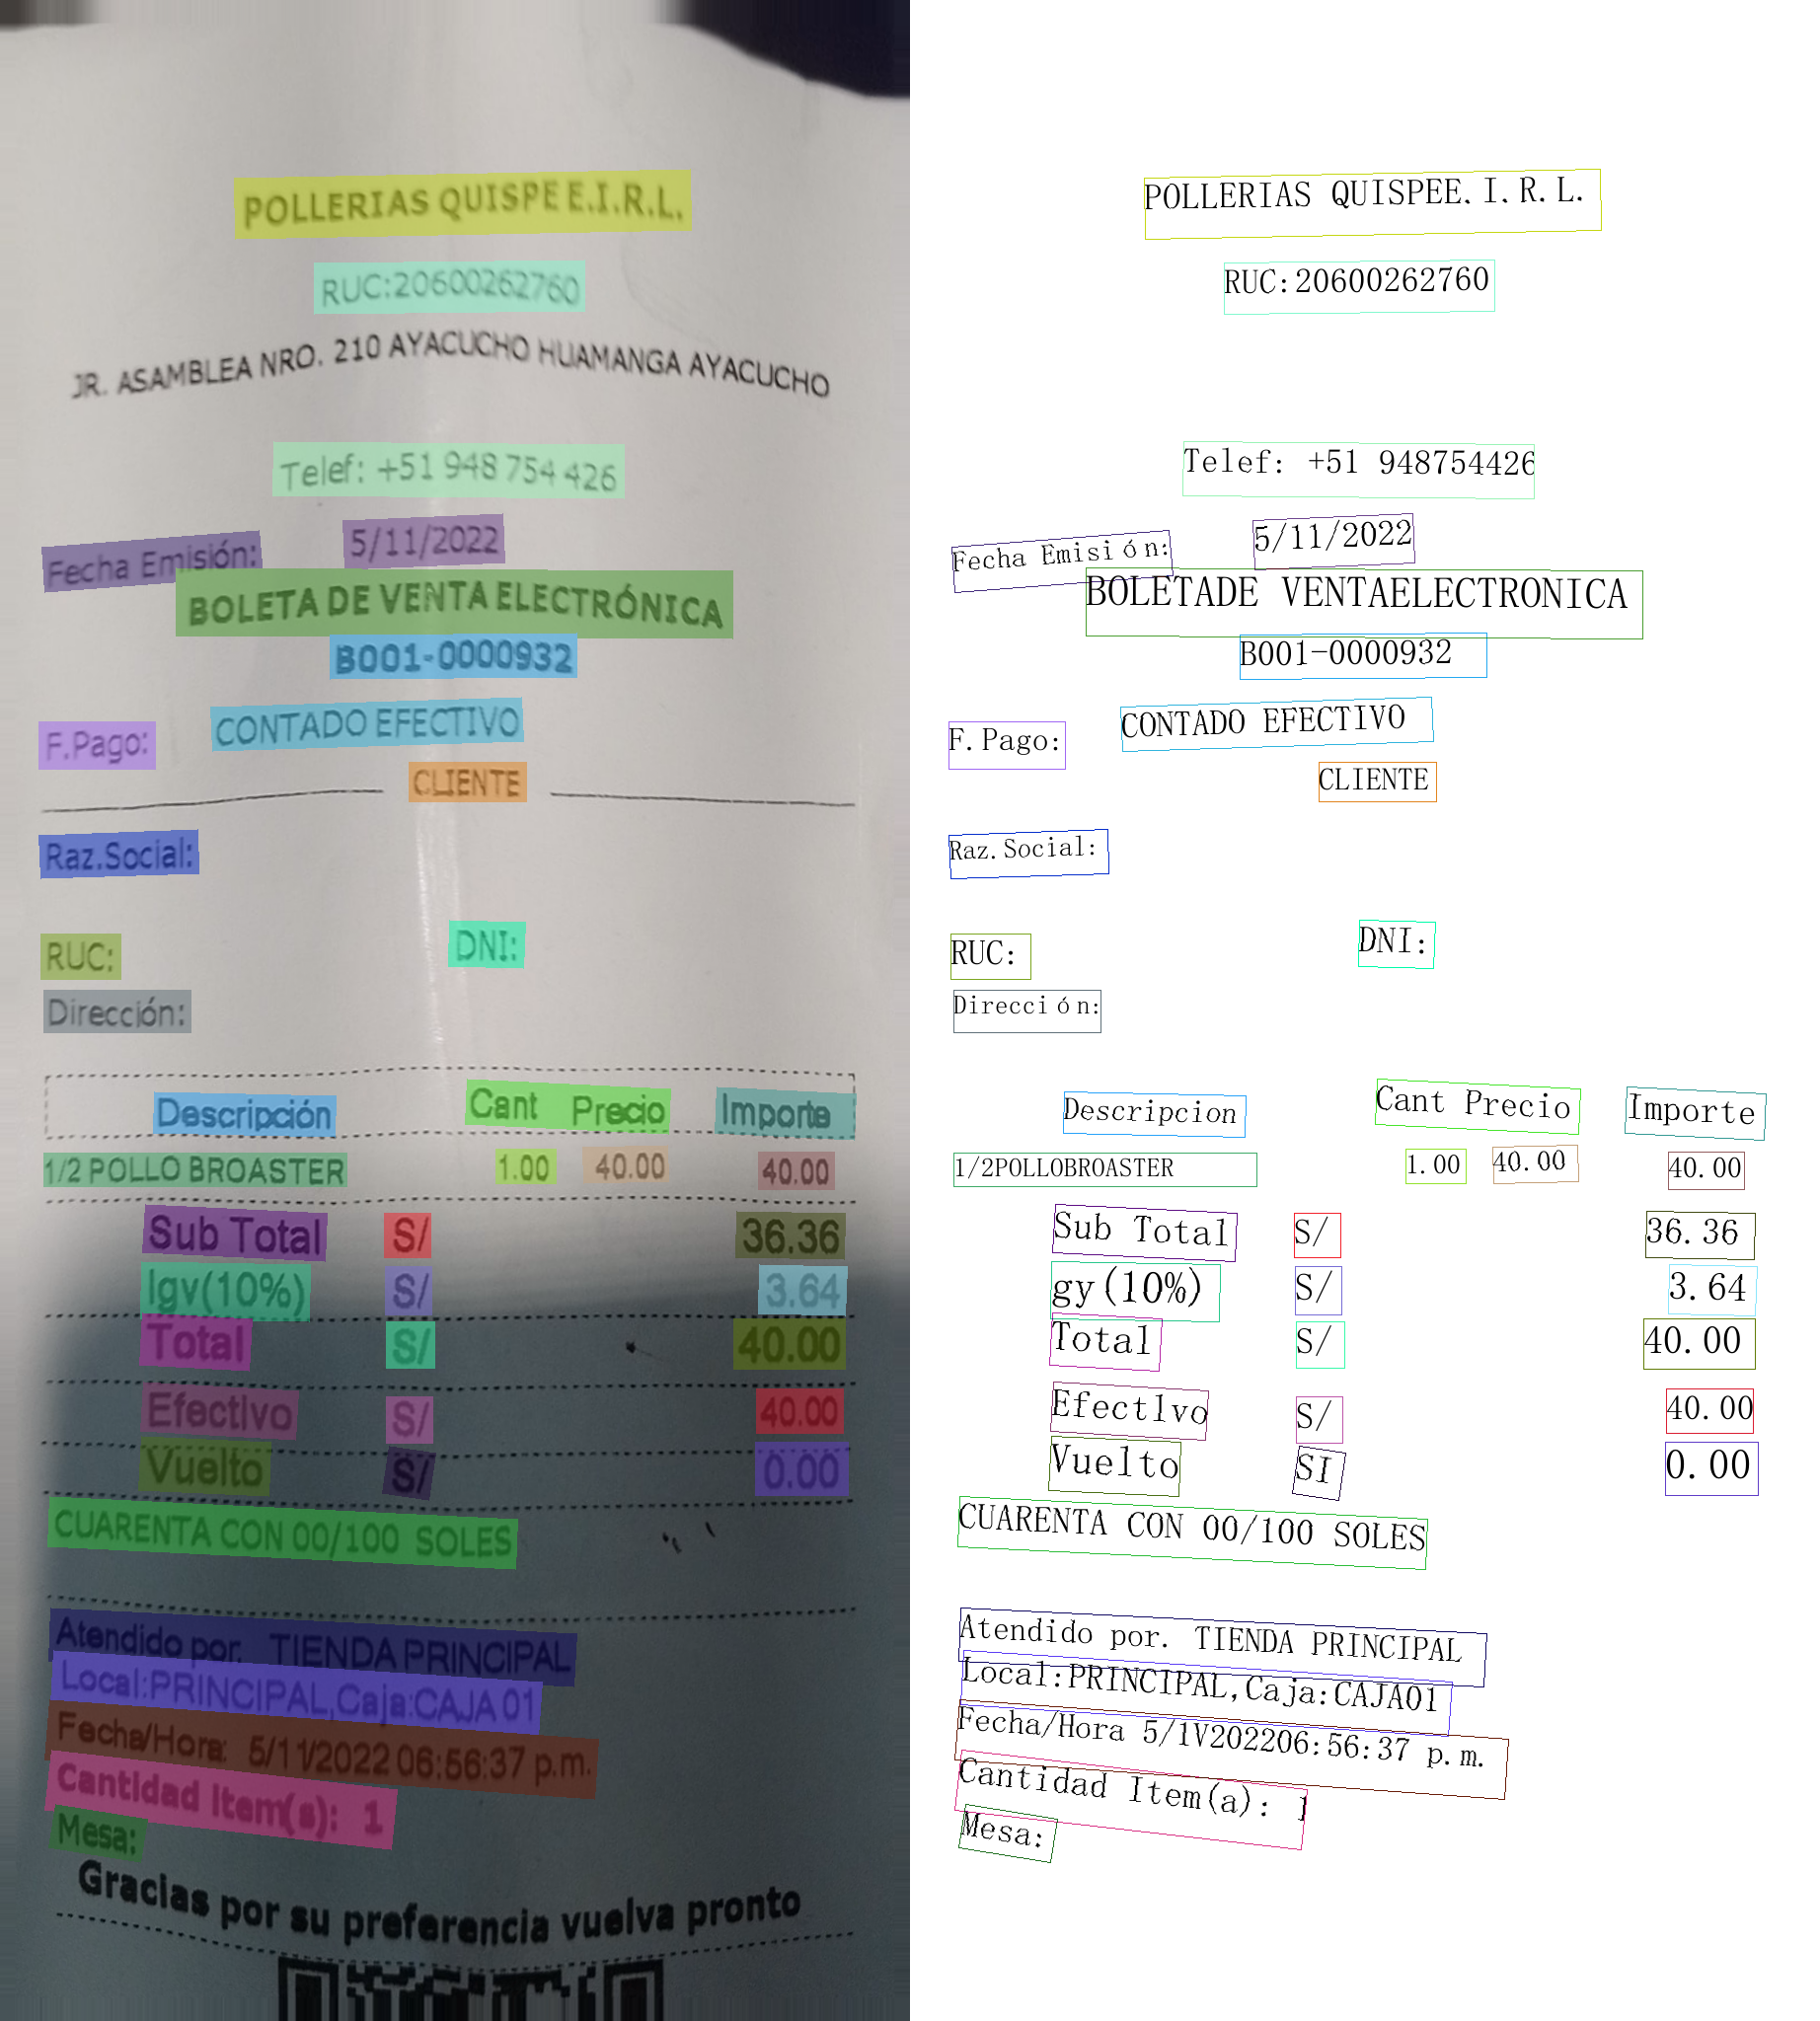 POLLERIAS QUISPE E.I.R.L.
RUC:20600262760
JR. ASAMBLEA NRO. 210 AYACUCHO HUAMANGA AYACUCHO
Telef: +51 948 754 426
Fecha Emisión: 5/11/2022
BOLETA DE VENTA ELECTRÓNICA
B001-0000932
F.Pago: CONTADO EFECTIVO
CLIENTE
Raz.Social:
RUC: DNI:
Dirección:
Descripción Cant Precio Importe
1/2 POLLO BROASTER 1.00 40.00 40.00
Sub Total S/ 36.36
Igv(10%) S/ 3.64
Total S/ 40.00
Efectivo S/ 40.00
Vuelto S/ 0.00
CUARENTA CON 00/100 SOLES
Atendido por. TIENDA PRINCIPAL
Local:PRINCIPAL,Caja:CAJA 01
Fecha/Hora: 5/11/2022 06:56:37 p.m.
Cantidad Item(s): 1
Mesa:
Gracias por su preferencia vuelva pronto
POLLERIAS QUISPEE.I.R.L.
RUC:20600262760
Telef: +51 948754426
Fecha Emisión: 5/11/2022
BOLETADE VENTAELECTRONICA
B001-0000932
F.Pago: CONTADO EFECTIVO
CLIENTE
Raz.Social:
RUC: DNI:
Dirección:
Descripcion Cant Precio Importe
1/2POLLOBROASTER 1.00 40.00 40.00
Sub Total S/ 36.36
gy(10%) S/ 3.64
Total S/ 40.00
Efectlvo S/ 40.00
Vuelto SI 0.00
CUARENTA CON 00/100 SOLES
Atendido por. TIENDA PRINCIPAL
Local:PRINCIPAL,Caja:CAJA01
Fecha/Hora 5/1V202206:56:37 p.m.
Cantidad Item(a): 1
Mesa: